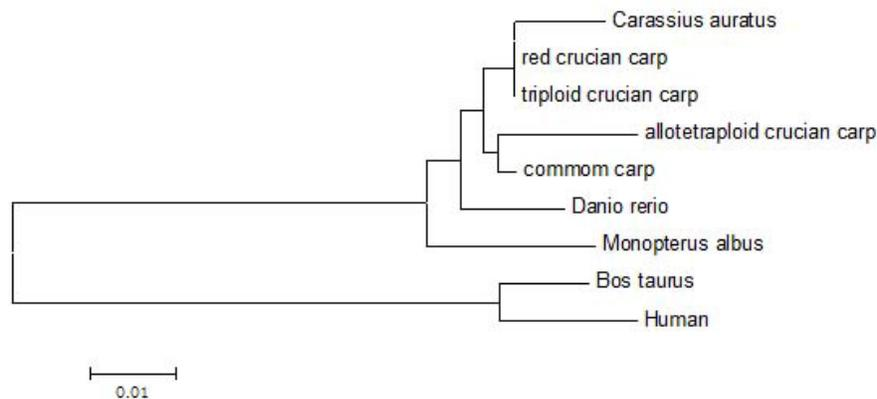 Carassius auratus
red crucian carp
triploid crucian carp
allotetraploid crucian carp
commom carp
Danio rerio
Monopterus albus
Bos taurus
Human
0.01